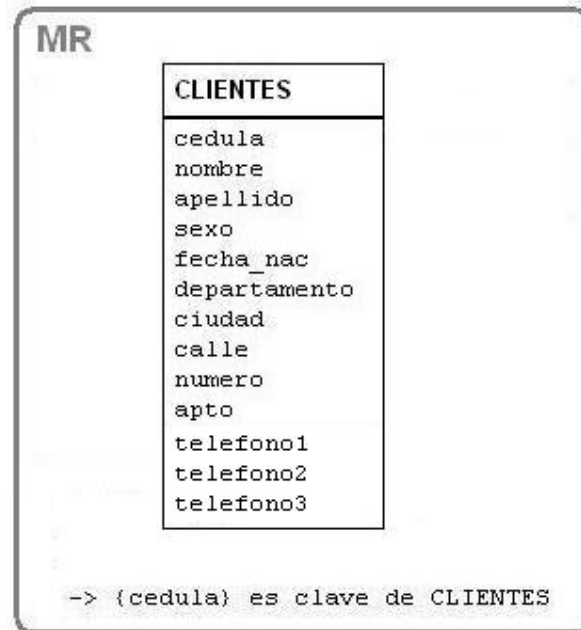 MR
CLIENTES
cedula
nombre
apellido
sexo
fecha_nac
departamento
ciudad
calle
numero
apto
telefono1
telefono2
telefono3
-> {cedula} es clave de CLIENTES